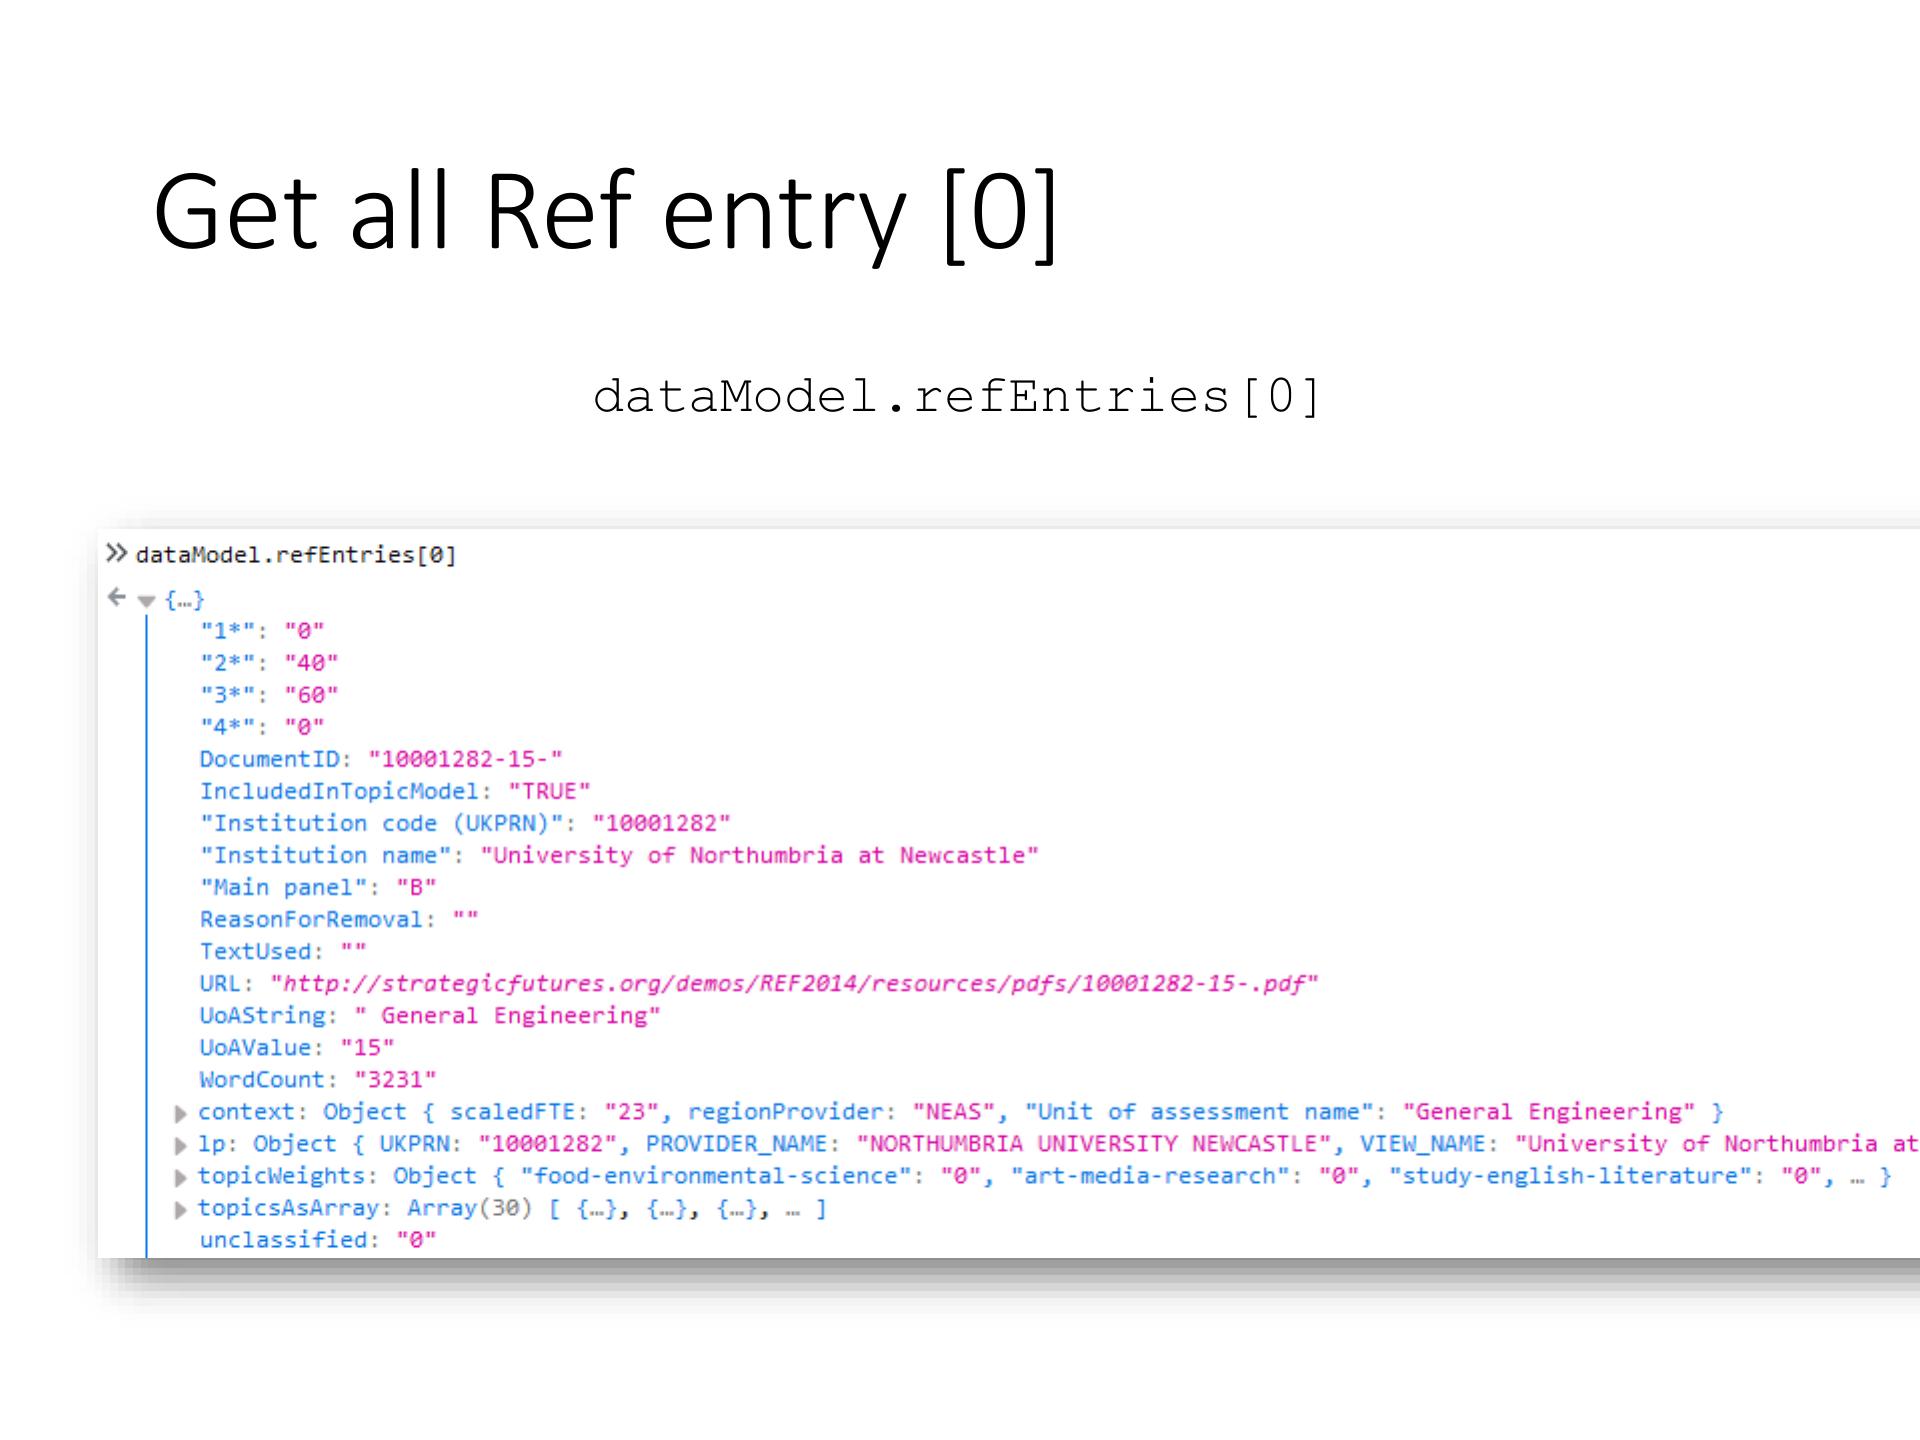 Get all Ref entry [0]
dataModel.refEntries[0]
dataModel.refEntries[0]
{…}
"1*": "0"
"2*": "40"
"3*": "60"
"4*": "0"
DocumentID: "10001282-15-"
IncludedInTopicModel: "TRUE"
"Institution code (UKPRN)": "10001282"
"Institution name": "University of Northumbria at Newcastle"
"Main panel": "B"
ReasonForRemoval: ""
TextUsed: ""
URL: "http://strategicfutures.org/demos/REF2014/resources/pdfs/10001282-15-.pdf"
UoAString: " General Engineering"
UoAValue: "15"
WordCount: "3231"
context: Object { scaledFTE: "23", regionProvider: "NEAS", "Unit of assessment name": "General Engineering" }
lp: Object { UKPRN: "10001282", PROVIDER_NAME: "NORTHUMBRIA UNIVERSITY NEWCASTLE", VIEW_NAME: "University of Northumbria at
topicWeights: Object { "food-environmental-science": "0", "art-media-research": "0", "study-english-literature": "0", … }
topicsAsArray: Array(30) [ {…}, {…}, {…}, … ]
unclassified: "0"